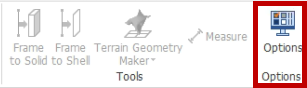 Frame
to Solid
Frame
to Shell
Terrain Geometry
Maker
Measure
Options
Tools
Options